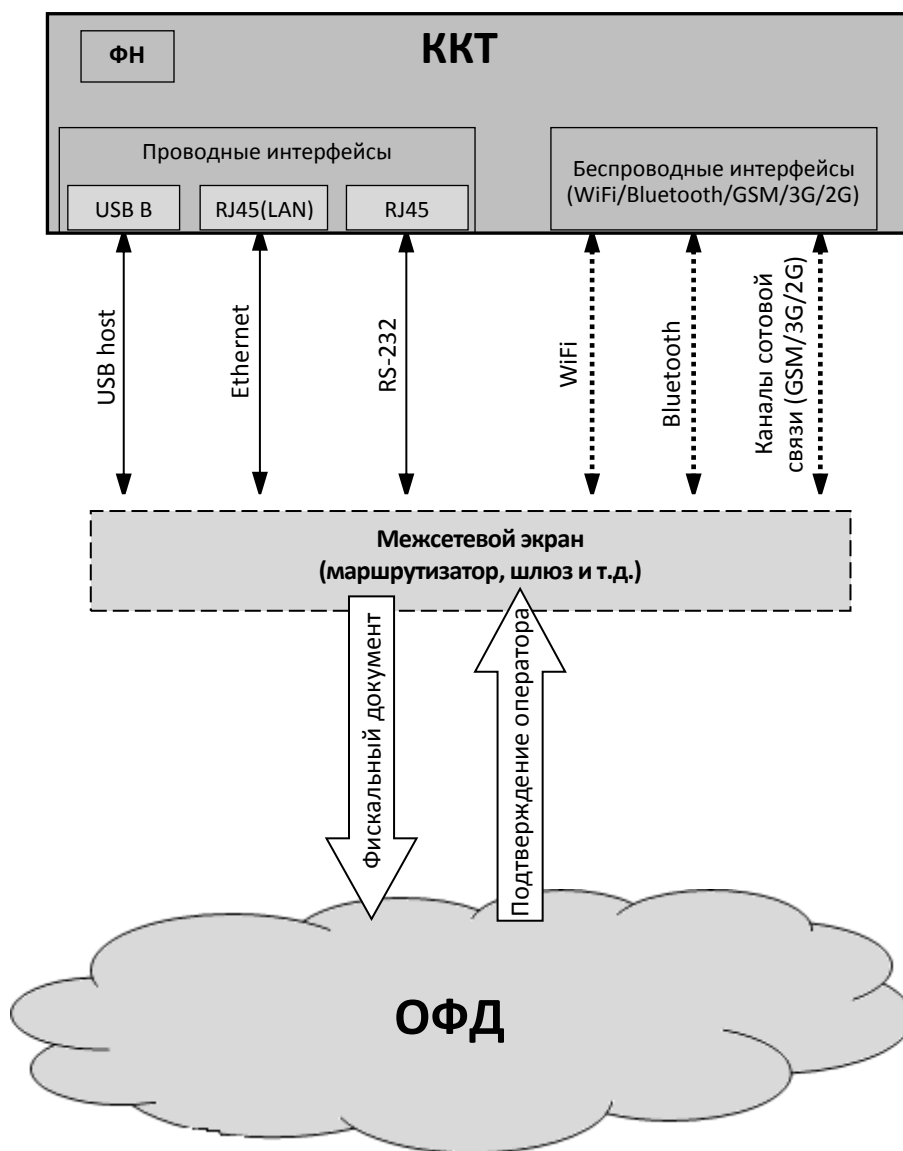 ФН
ККТ
Проводные интерфейсы
USB B
RJ45(LAN)
RJ45
Беспроводные интерфейсы
(WiFi/Bluetooth/GSM/3G/2G)
USB host
Ethernet
RS-232
WiFi
Bluetooth
Каналы сотовой
связи (GSM/3G/2G)
Межсетевой экран
(маршрутизатор, шлюз и т.д.)
Фискальный документ
Подтверждение оператора
ОФД